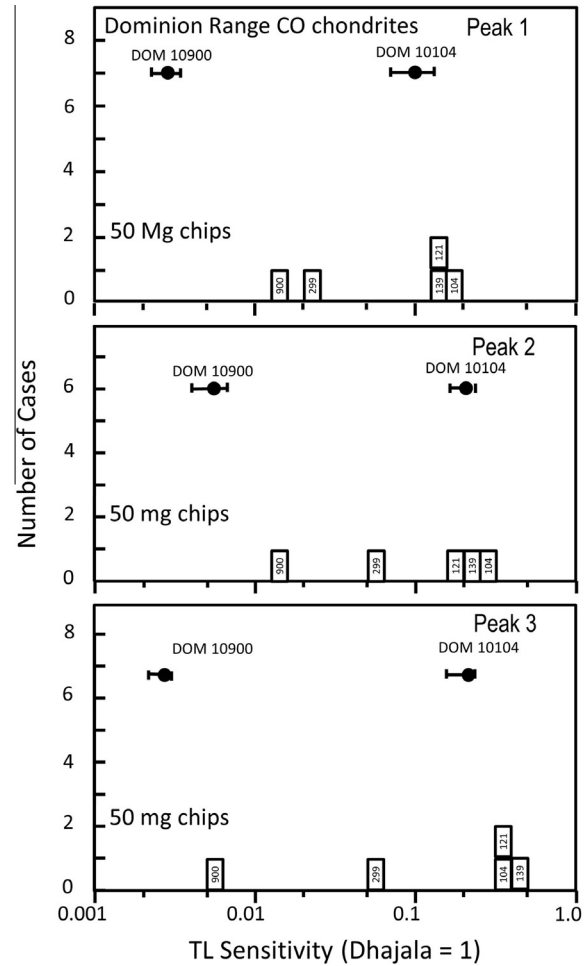 Dominion Range CO chondrites
Peak 1
DOM 10900
DOM 10104
8
6
4
2
0
50 Mg chips
900
299
121
139
104
Peak 2
DOM 10900
DOM 10104
8
6
4
2
0
50 mg chips
900
299
121
139
104
Peak 3
DOM 10900
DOM 10104
8
6
4
2
0
50 mg chips
900
299
121
104
139
0.001
0.01
0.1
1.0
Number of Cases
TL Sensitivity (Dhajala = 1)